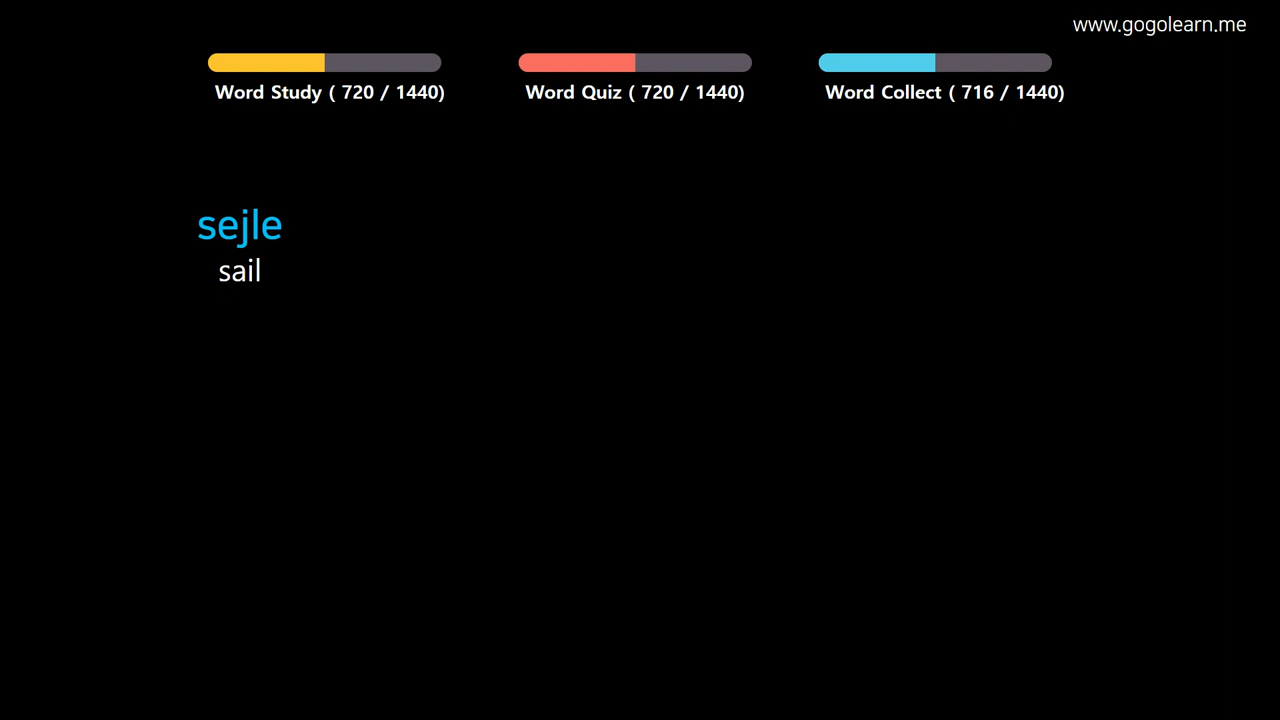 www.gogolearn.me
Word Study ( 720 / 1440)
Word Quiz ( 720 / 1440)
Word Collect ( 716 / 1440)
sejle
sail